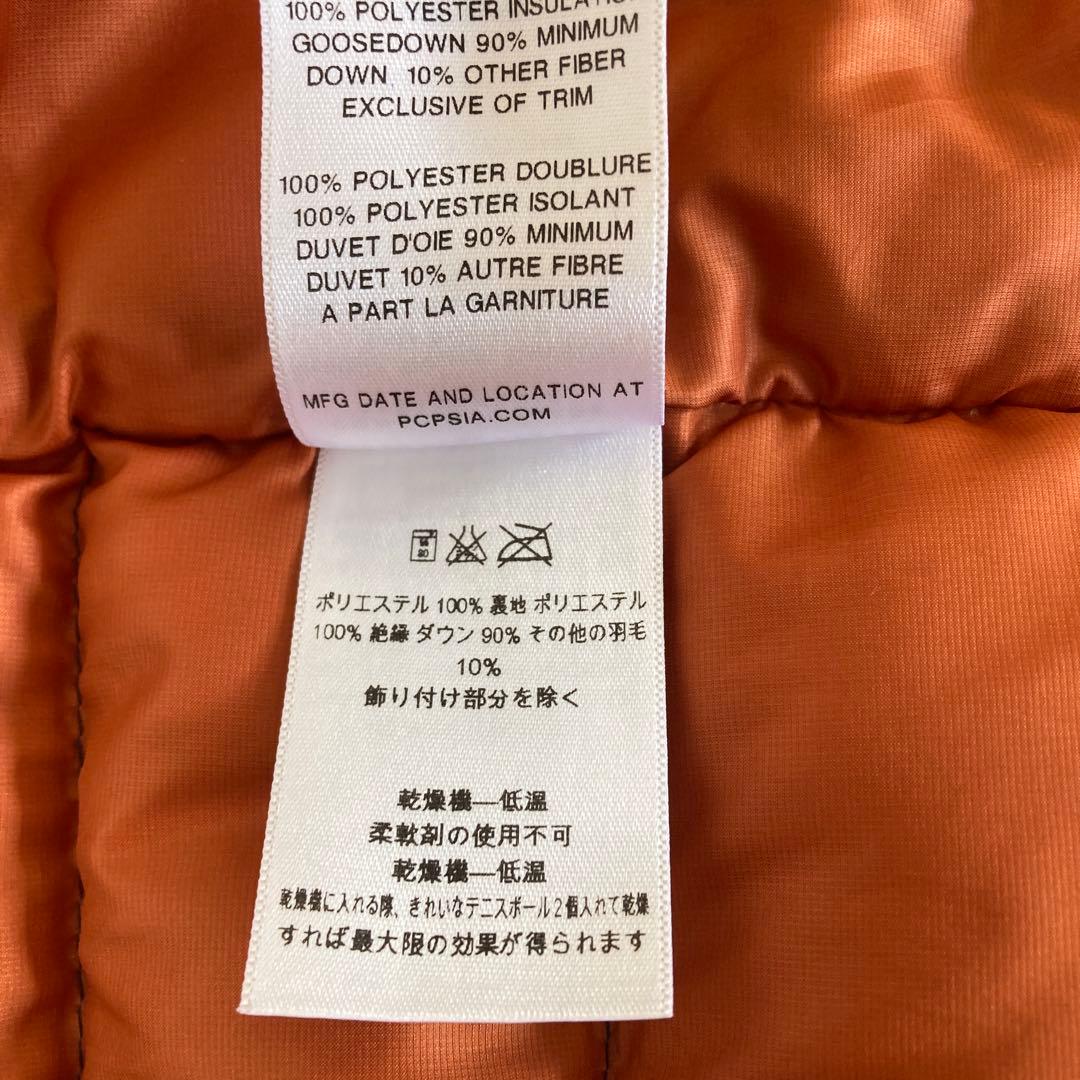 100% POLYESTER INSULATION
GOOSEDOWN 90% MINIMUM
DOWN 10% OTHER FIBER
EXCLUSIVE OF TRIM
100% POLYESTER DOUBLURE
100% POLYESTER ISOLANT
DUVET D'OIE 90% MINIMUM
DUVET 10% AUTRE FIBRE
A PART LA GARNITURE
MFG DATE AND LOCATION AT
PCPSIA.COM
ポリエステル 100% 裏地 ポリエステル
100% 絶縁 ダウン 90% その他の羽毛
10%
飾り付け部分を除く
乾燥機—低温
柔軟剤の使用不可
乾燥機—低温
乾燥機に入れる隙、きれいなテニスボール2個入れて乾燥
すれば最大限の効果が得られます